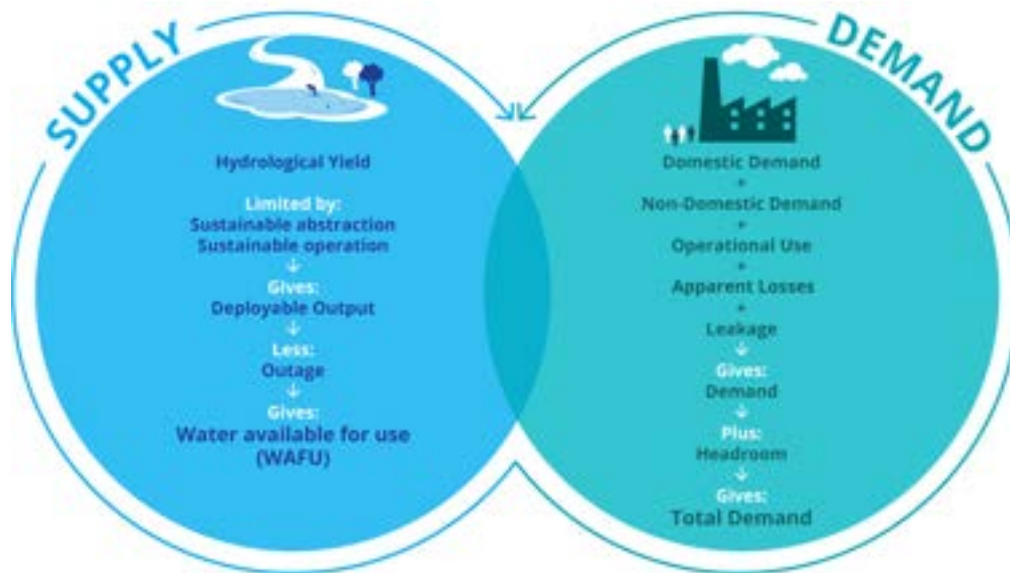 SUPPLY
Hydrological Yield
Limited by:
Sustainable abstraction
Sustainable operation
↓
Gives:
Deployable Output
↓
Less:
Outage
↓
Gives:
Water available for use
(WAFU)
DEMAND
Domestic Demand
+
Non-Domestic Demand
+
Operational Use
+
Apparent Losses
+
Leakage
↓
Gives:
Demand
↓
Plus:
Headroom
↓
Gives:
Total Demand